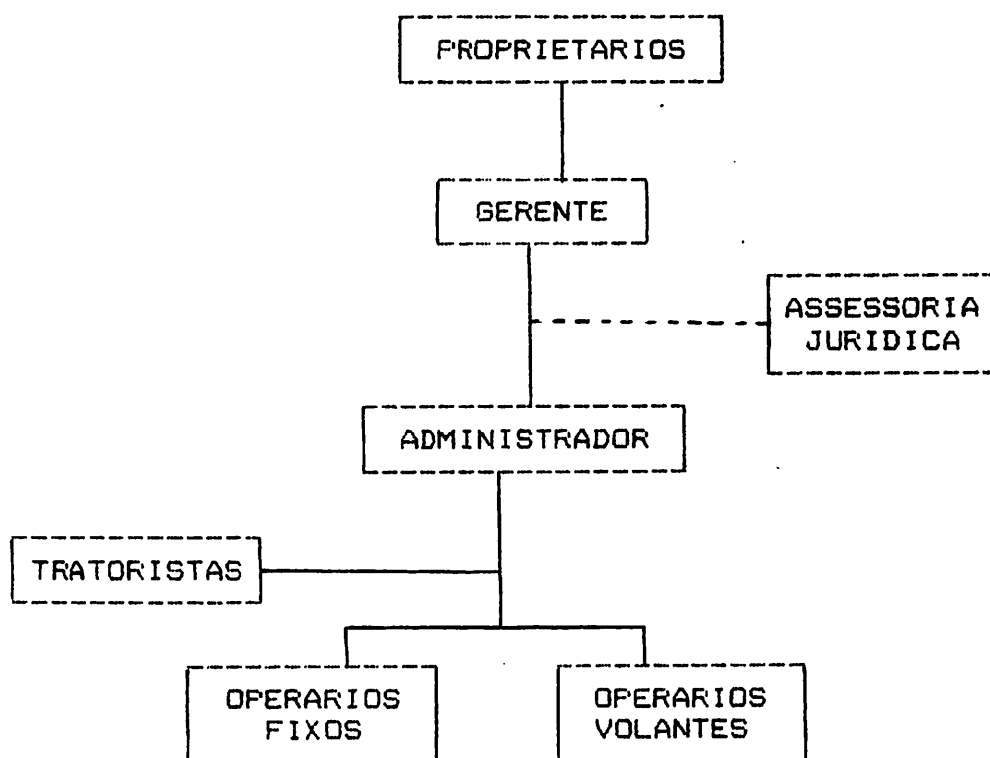 PROPRIETARIOS
GERENTE
ASSESSORIA
JURIDICA
ADMINISTRADOR
TRATORISTAS
OPERARIOS
FIXOS
OPERARIOS
VOLANTES